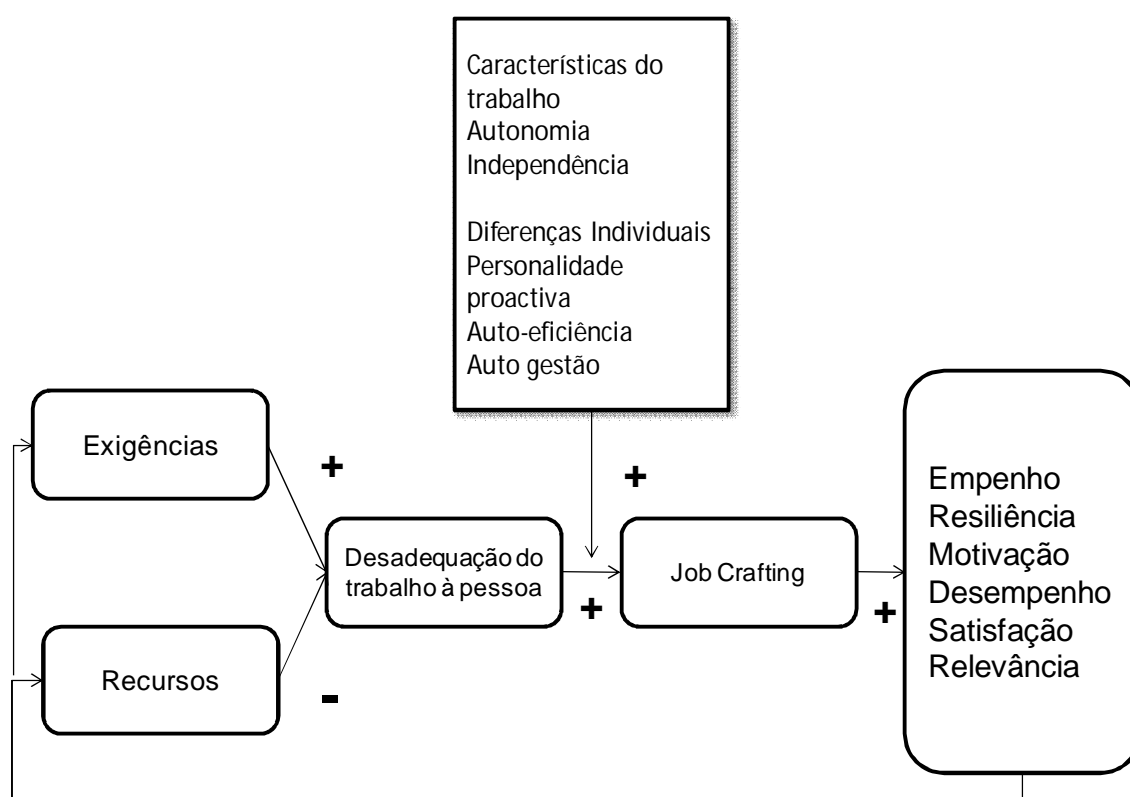 Características do
trabalho
Autonomia
Independência
Diferenças Individuais
Personalidade
proactiva
Auto-eficiência
Auto gestão
Exigências
+
+
Empenho
Resiliência
Motivação
Desempenho
Satisfação
Relevância
Desadequação do
trabalho à pessoa
Job Crafting
+
+
Recursos
-